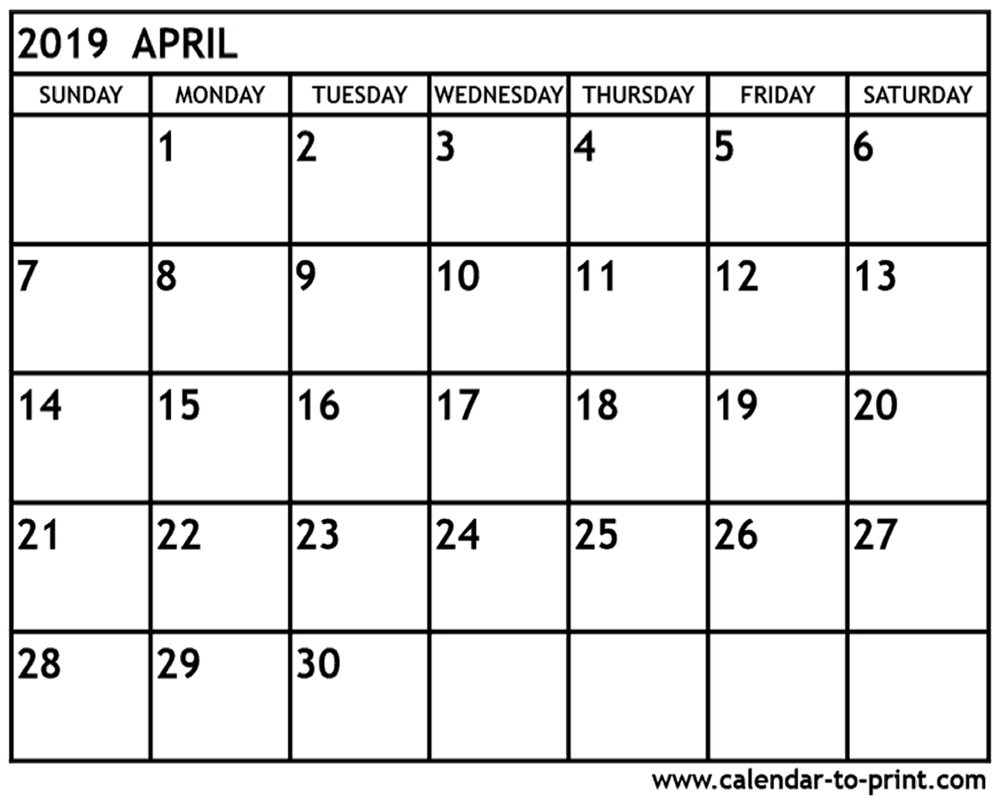 2019 APRIL
SUNDAY MONDAY TUESDAY WEDNESDAY THURSDAY FRIDAY SATURDAY
1 2 3 4 5 6
7 8 9 10 11 12 13
14 15 16 17 18 19 20
21 22 23 24 25 26 27
28 29 30
www.calendar-to-print.com